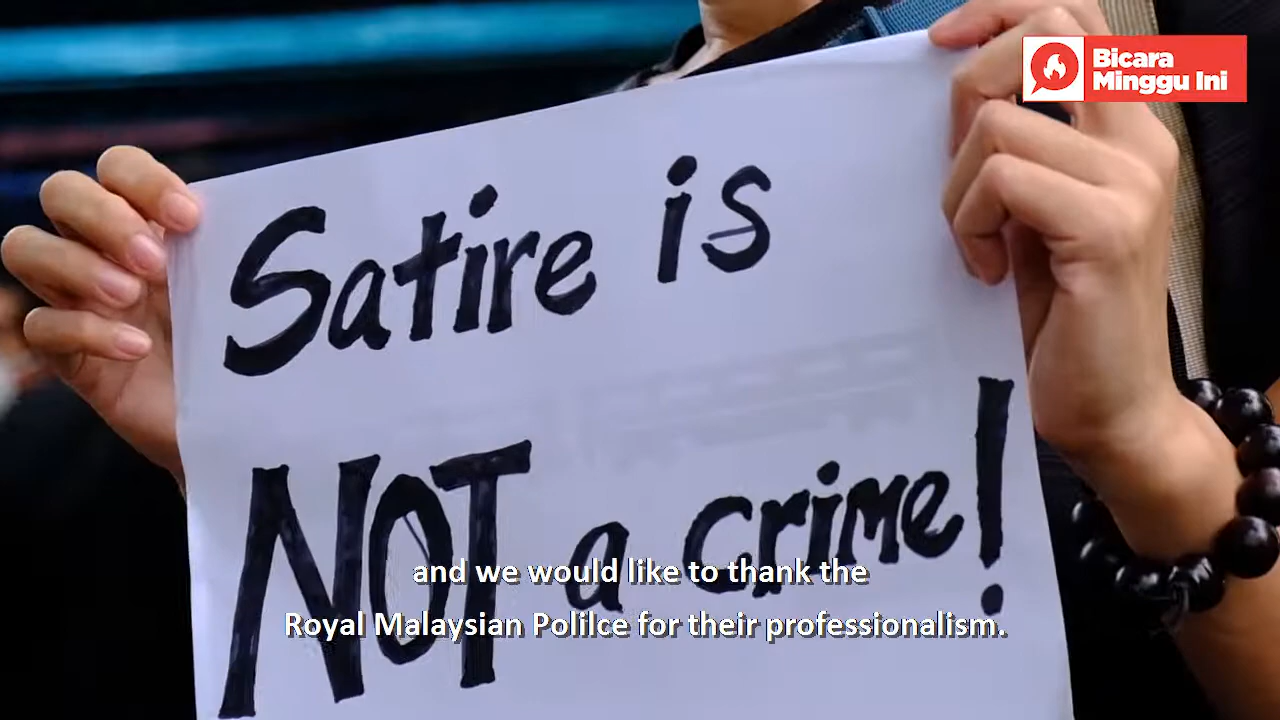 Bicara
Minggu Ini
Satire is
NOT a crime!
and we would like to thank the
Royal Malaysian Polilce for their professionalism.